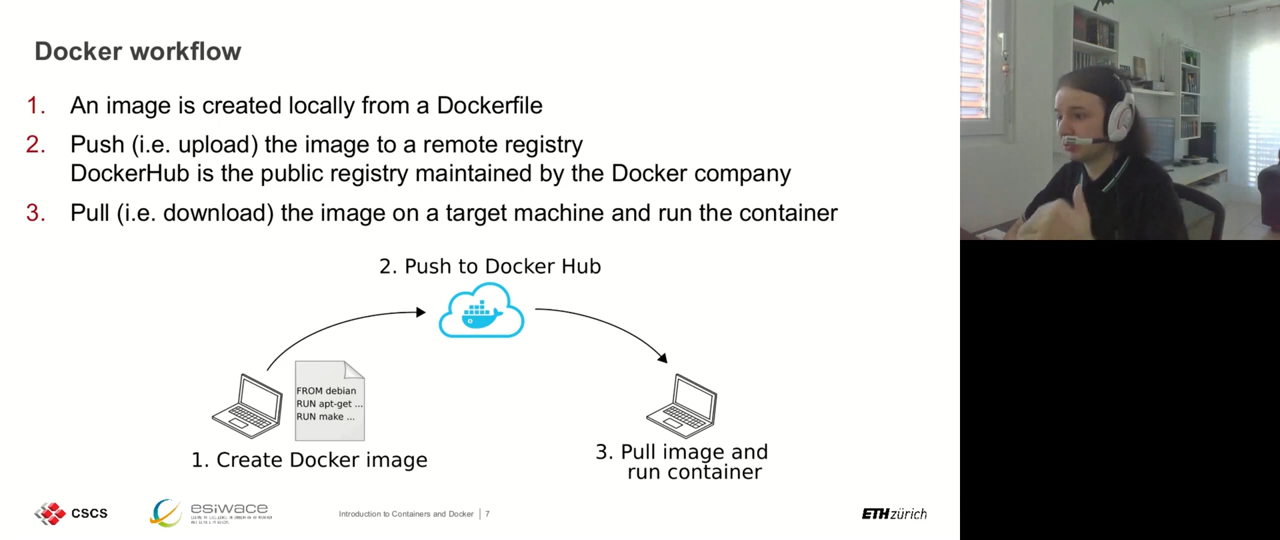 Docker workflow
1. An image is created locally from a Dockerfile
2. Push (i.e. upload) the image to a remote registry
DockerHub is the public registry maintained by the Docker company
3. Pull (i.e. download) the image on a target machine and run the container
2. Push to Docker Hub
FROM debian
RUN apt-get ...
RUN make ...
1. Create Docker image
3. Pull image and
run container
CSCS
esiwace
Introduction to Containers and Docker | 7
ETH zürich